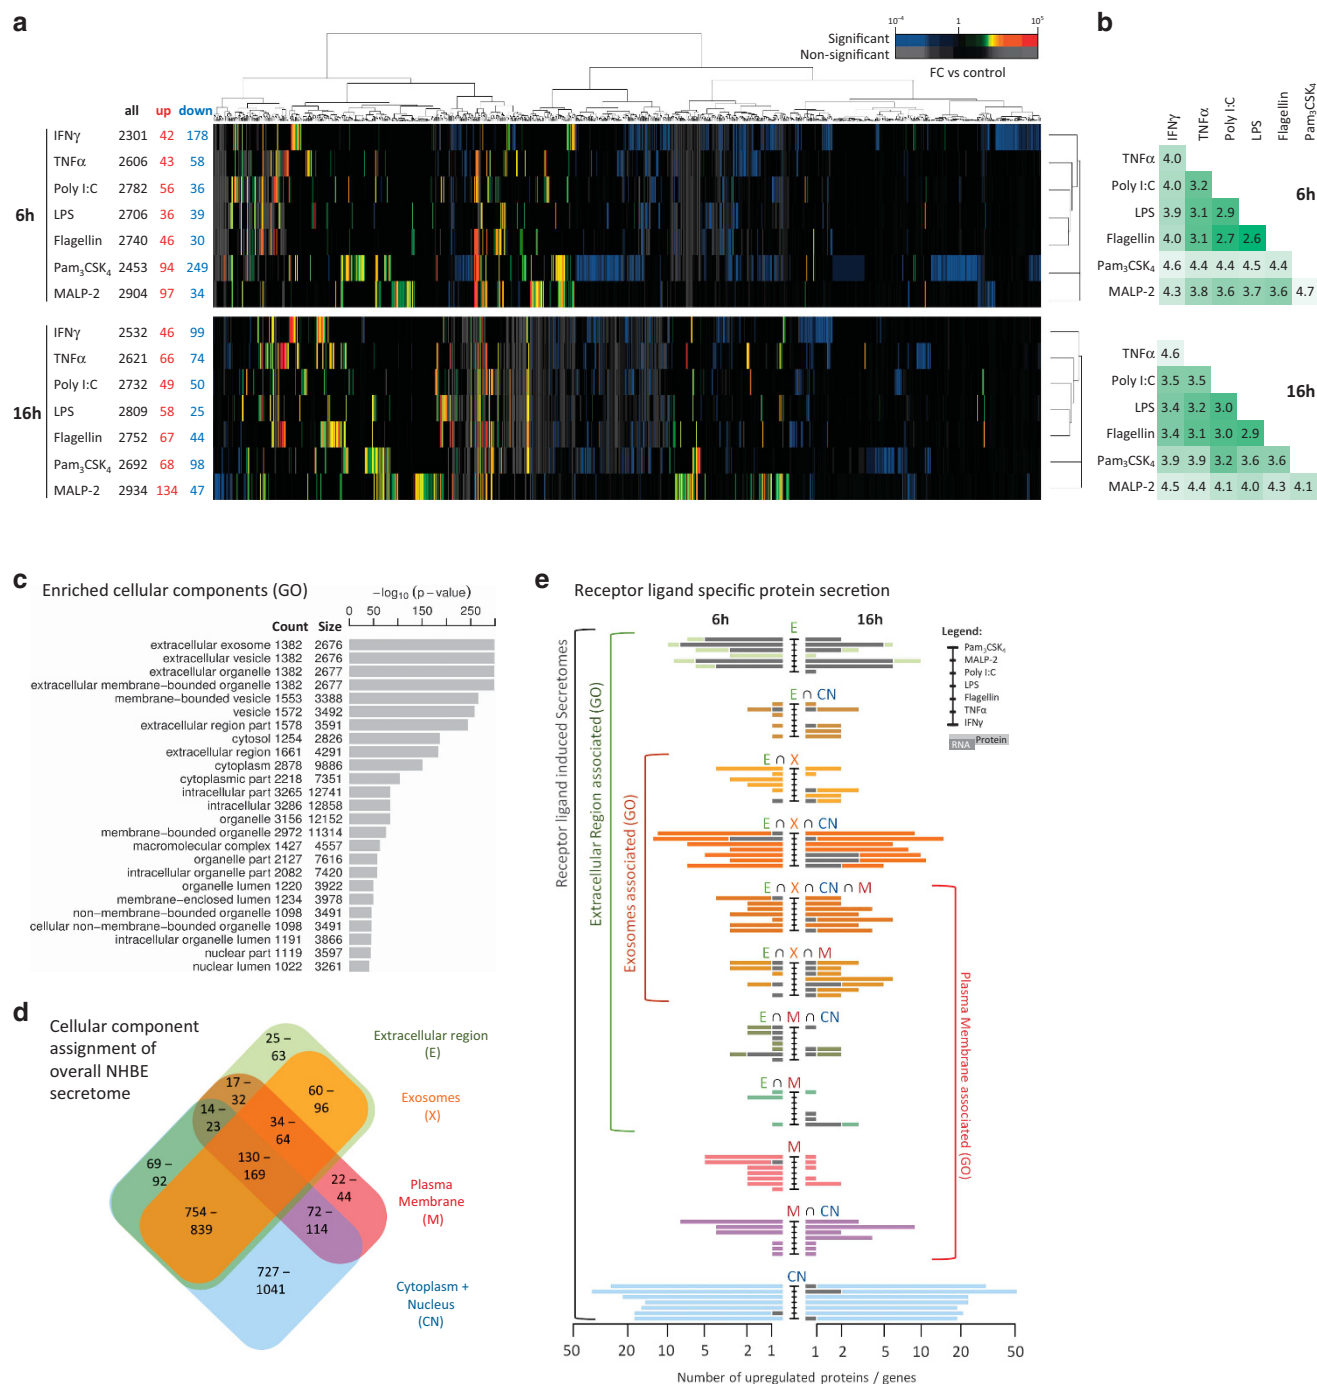 a
b
10⁻⁴ 1 10⁵
Significant
Non-significant
FC vs control
all up down
6h
IFNγ 2301 42 178
TNFα 2606 43 58
Poly I:C 2782 56 36
LPS 2706 36 39
Flagellin 2740 46 30
Pam₃CSK₄ 2453 94 249
MALP-2 2904 97 34
16h
IFNγ 2532 46 99
TNFα 2621 66 74
Poly I:C 2732 49 50
LPS 2809 58 25
Flagellin 2752 67 44
Pam₃CSK₄ 2692 68 98
MALP-2 2934 134 47
IFNγ TNFα Poly I:C LPS Flagellin Pam₃CSK₄
6h
TNFα 4.0
Poly I:C 4.0 3.2
LPS 3.9 3.1 2.9
Flagellin 4.0 3.1 2.7 2.6
Pam₃CSK₄ 4.6 4.4 4.4 4.5 4.4
MALP-2 4.3 3.8 3.6 3.7 3.6 4.7
16h
TNFα 4.6
Poly I:C 3.5 3.5
LPS 3.4 3.2 3.0
Flagellin 3.4 3.1 3.0 2.9
Pam₃CSK₄ 3.9 3.9 3.2 3.6 3.6
MALP-2 4.5 4.4 4.1 4.0 4.3 4.1
c
Enriched cellular components (GO)
−log₁₀ (p−value)
0 50 150 250
Count Size
extracellular exosome 1382 2676
extracellular vesicle 1382 2676
extracellular organelle 1382 2677
extracellular membrane−bounded organelle 1382 2677
membrane−bounded vesicle 1553 3388
vesicle 1572 3492
extracellular region part 1578 3591
cytosol 1254 2826
extracellular region 1661 4291
cytoplasm 2878 9886
cytoplasmic part 2218 7351
intracellular part 3265 12741
intracellular 3286 12858
organelle 3156 12152
membrane−bounded organelle 2972 11314
macromolecular complex 1427 4557
organelle part 2127 7616
intracellular organelle part 2082 7420
organelle lumen 1220 3922
membrane−enclosed lumen 1234 3978
non−membrane−bounded organelle 1098 3491
cellular non−membrane−bounded organelle 1098 3491
intracellular organelle lumen 1191 3866
nuclear part 1119 3597
nuclear lumen 1022 3261
d
Cellular component
assignment of
overall NHBE
secretome
Extracellular region
(E)
Exosomes
(X)
Plasma
Membrane
(M)
Cytoplasm +
Nucleus
(CN)
25 –
63
17 –
32
60 –
96
14 –
23
34 –
64
69 –
92
130 –
169
22 –
44
754 –
839
72 –
114
727 –
1041
e
Receptor ligand specific protein secretion
6h 16h
Receptor ligand induced Secretomes
Extracellular Region associated (GO)
Exosomes associated (GO)
Plasma Membrane associated (GO)
E
E ∩ CN
E ∩ X
E ∩ X ∩ CN
E ∩ X ∩ CN ∩ M
E ∩ X ∩ M
E ∩ M ∩ CN
E ∩ M
M
M ∩ CN
CN
Legend:
Pam₃CSK₄
MALP-2
Poly I:C
LPS
Flagellin
TNFα
IFNγ
Protein
RNA
50 20 10 5 2 1 1 2 5 10 20 50
Number of upregulated proteins / genes